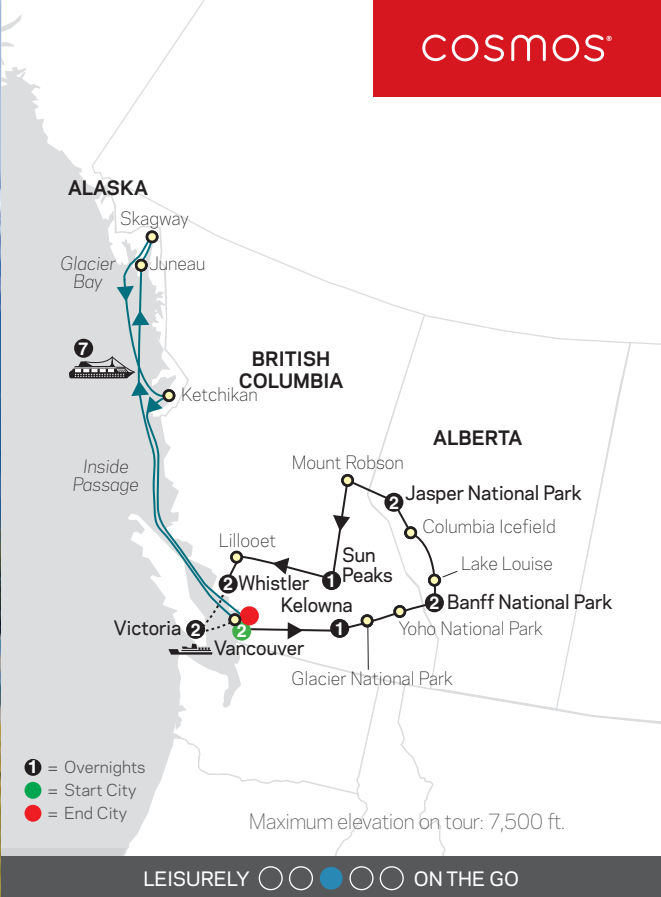 COSMOS®
ALASKA
Skagway
Glacier
Bay
Juneau
7
BRITISH
COLUMBIA
Ketchikan
ALBERTA
Inside
Passage
Mount Robson
2
Jasper National Park
Columbia Icefield
Lillooet
Sun
Peaks
1
Lake Louise
2
Whistler
Kelowna
2
Banff National Park
Victoria
2
2
Vancouver
1
Yoho National Park
Glacier National Park
1 = Overnights
= Start City
= End City
Maximum elevation on tour: 7,500 ft.
LEISURELY ON THE GO